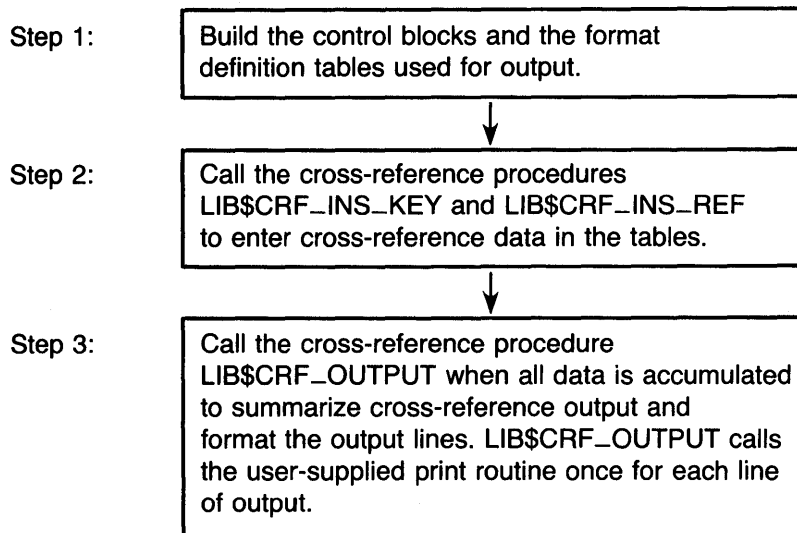 Step 1: Build the control blocks and the format
definition tables used for output.
Step 2: Call the cross-reference procedures
LIB$CRF_INS_KEY and LIB$CRF_INS_REF
to enter cross-reference data in the tables.
Step 3: Call the cross-reference procedure
LIB$CRF_OUTPUT when all data is accumulated
to summarize cross-reference output and
format the output lines. LIB$CRF_OUTPUT calls
the user-supplied print routine once for each line
of output.